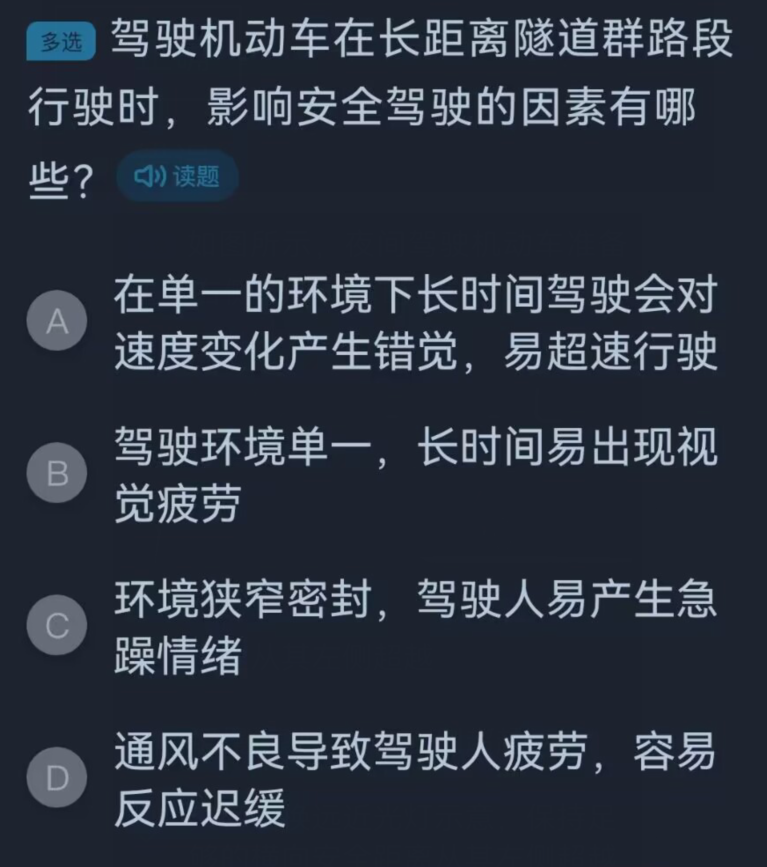 多选 驾驶机动车在长距离隧道群路段
行驶时，影响安全驾驶的因素有哪
些？ 读题
A 在单一的环境下长时间驾驶会对
速度变化产生错觉，易超速行驶
B 驾驶环境单一，长时间易出现视
觉疲劳
C 环境狭窄密封，驾驶人易产生急
躁情绪
D 通风不良导致驾驶人疲劳，容易
反应迟缓